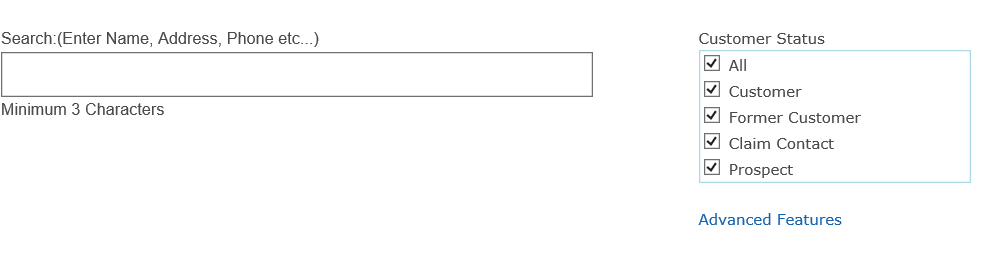 Search:(Enter Name, Address, Phone etc...)
Minimum 3 Characters
Customer Status
All
Customer
Former Customer
Claim Contact
Prospect
Advanced Features